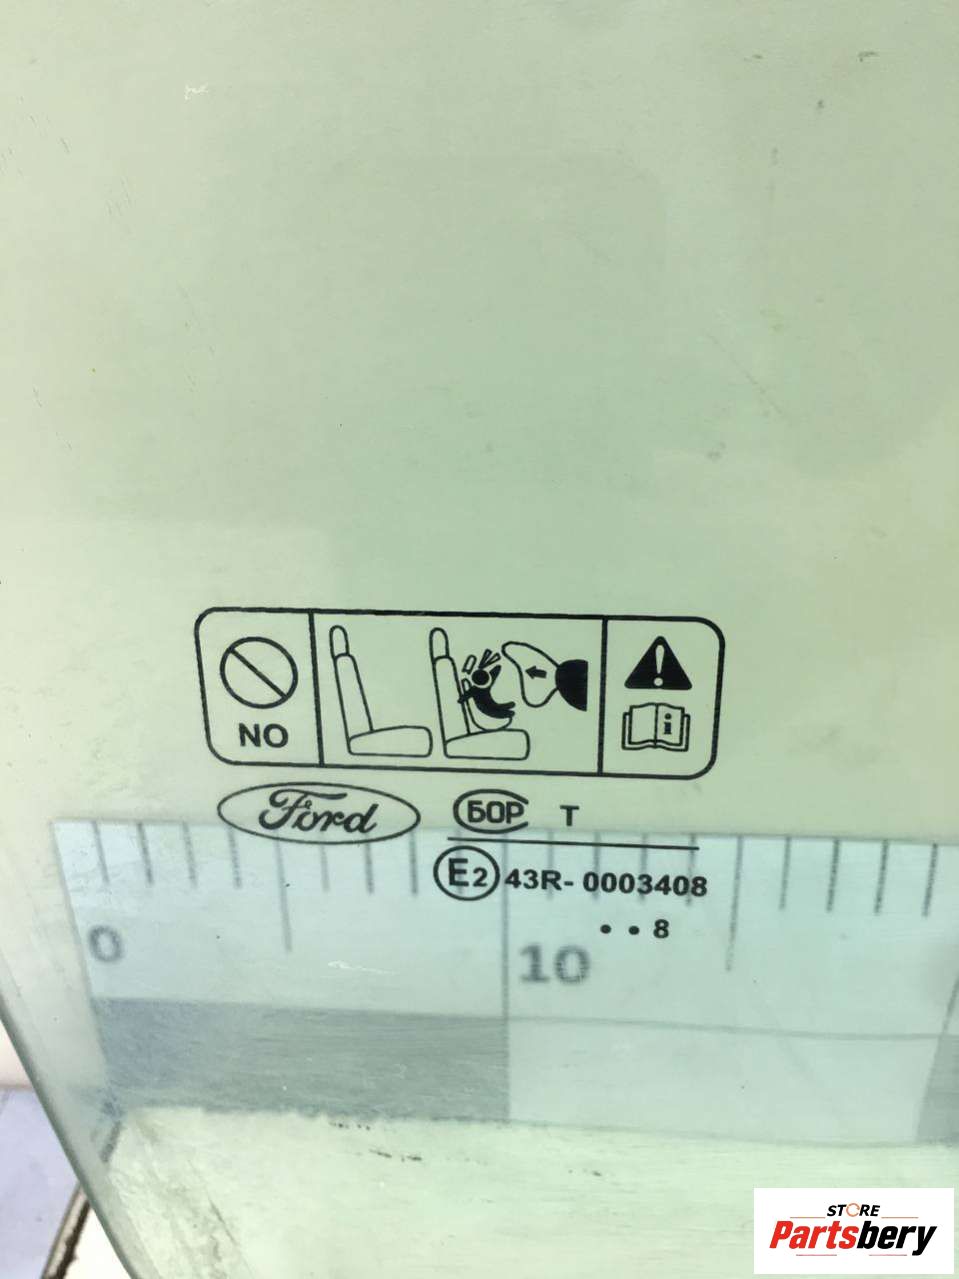 NO
i
Ford
БОР T
E2 43R- 0003408
• • 8
0
10
STORE
Partsbery